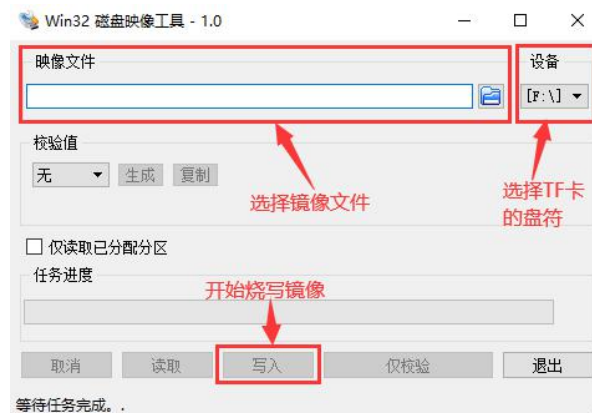 Win32 磁盘映像工具 - 1.0
映像文件
设备
[F:\]
校验值
无
生成
复制
选择镜像文件
选择TF卡
的盘符
仅读取已分配分区
任务进度
开始烧写镜像
取消
读取
写入
仅校验
退出
等待任务完成。.